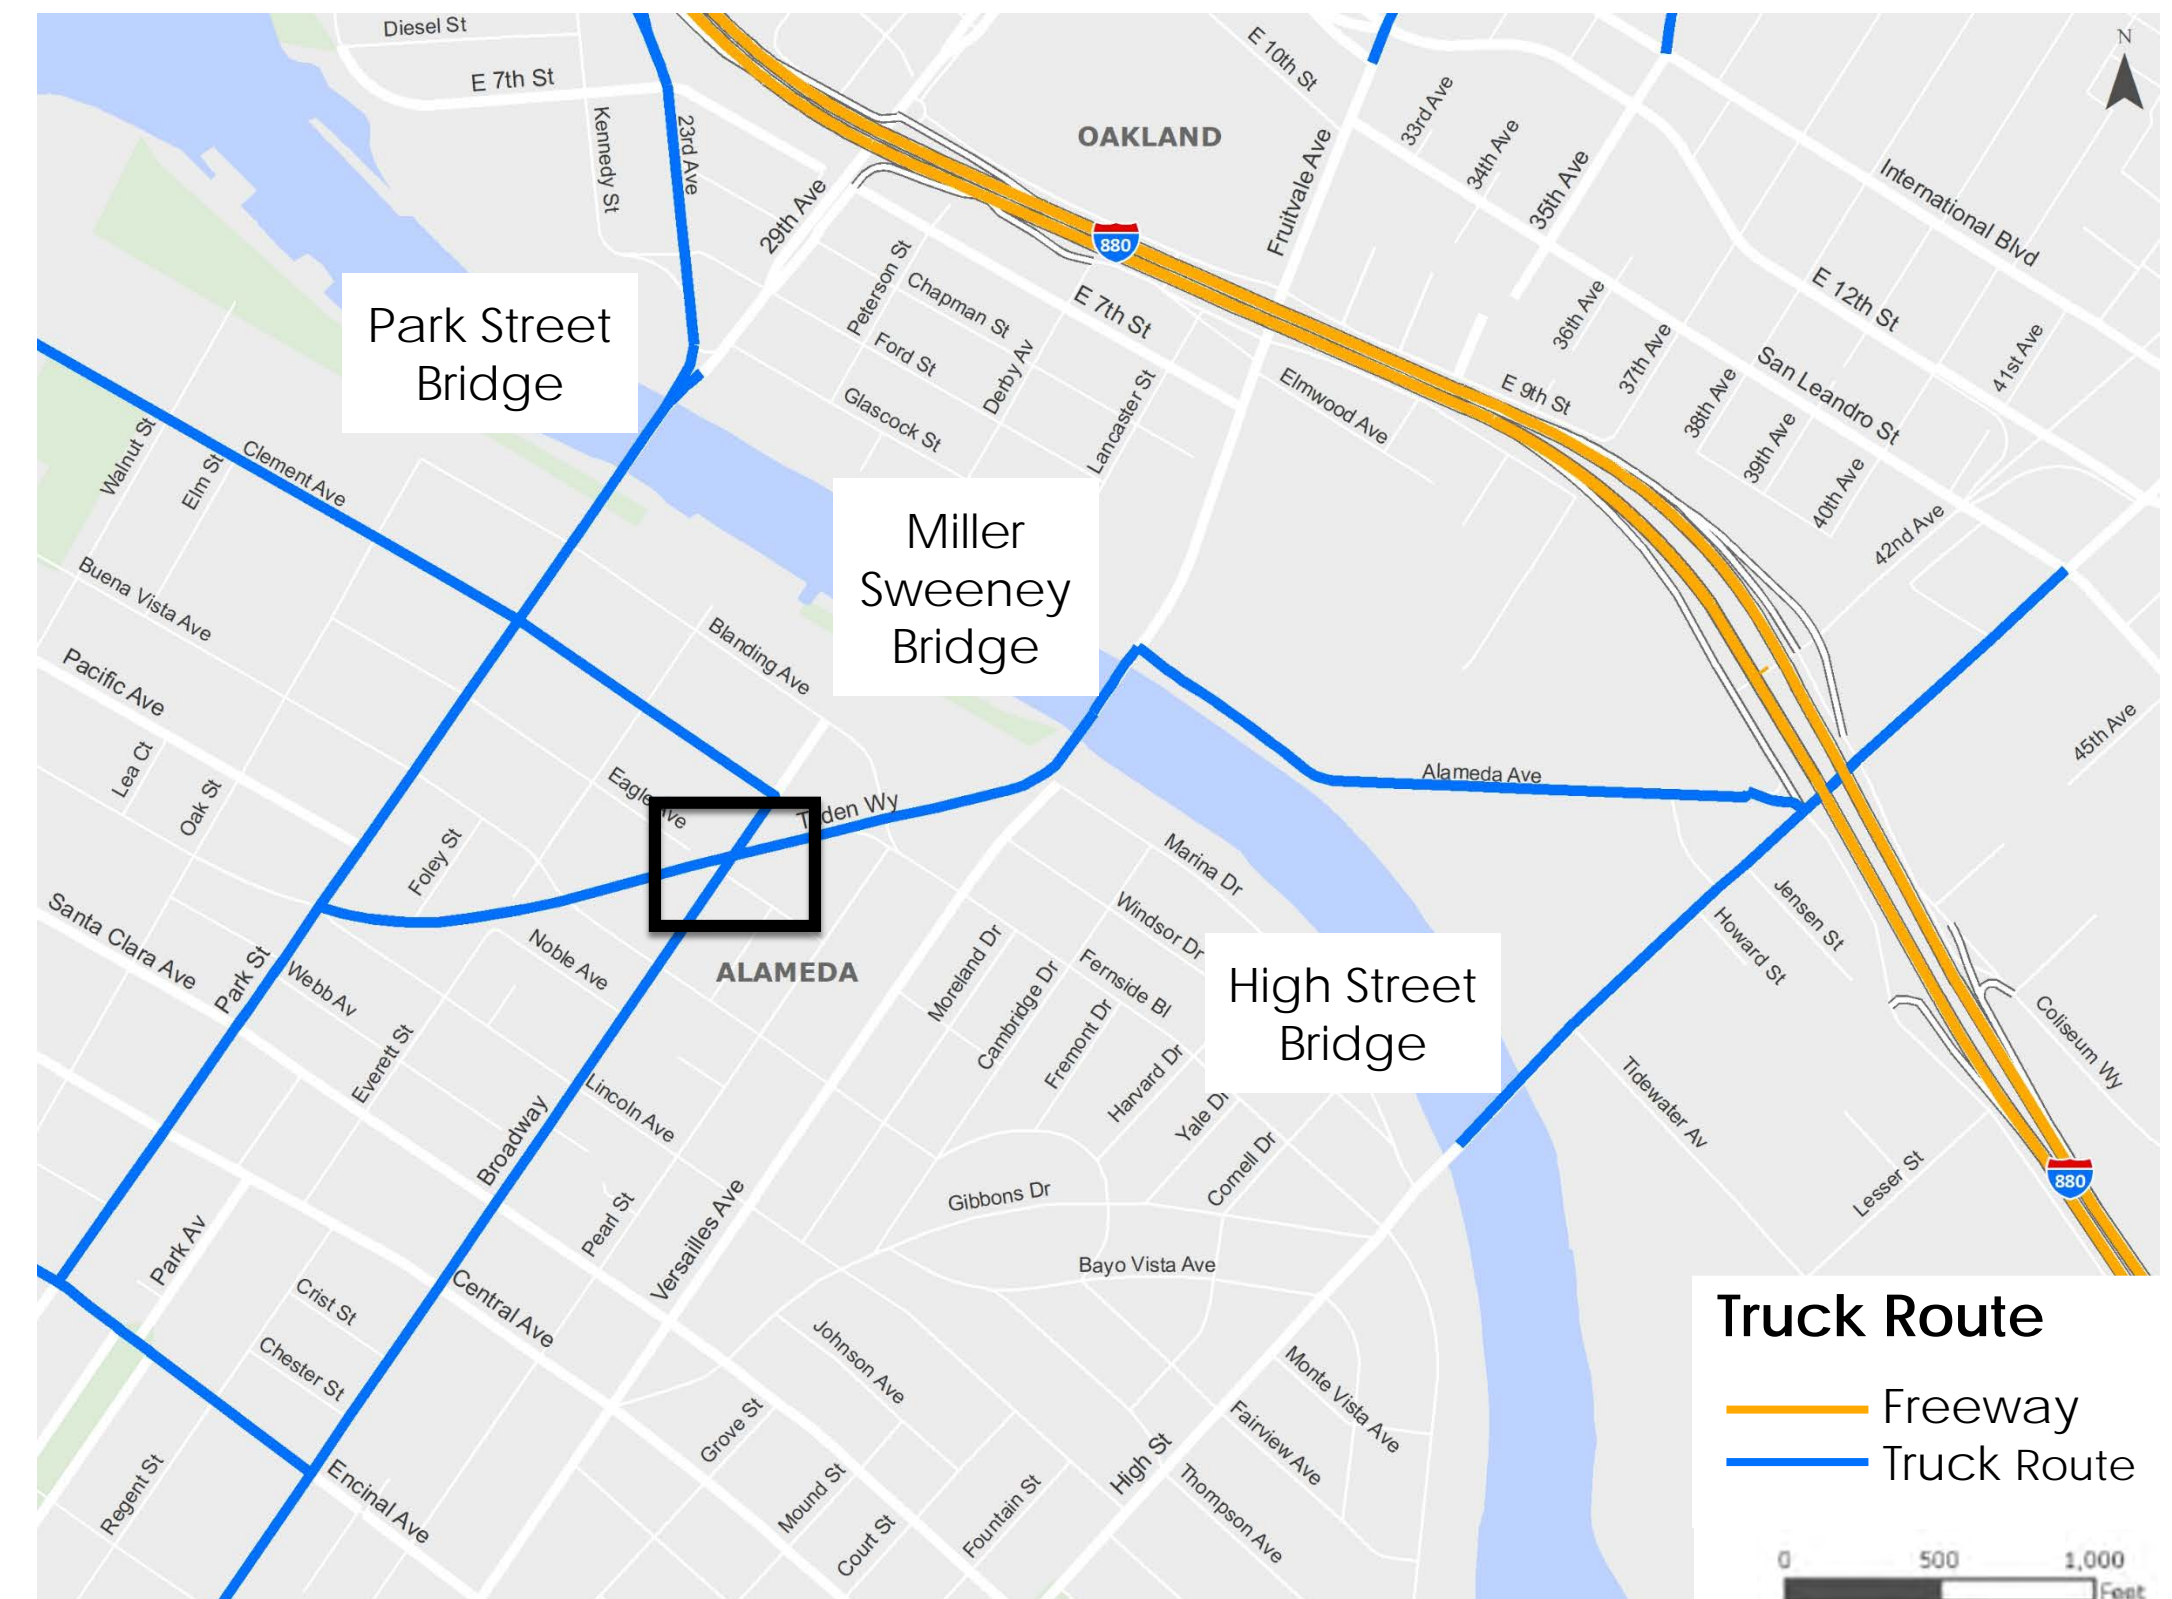 Diesel St
E 7th St
Kennedy St
23rd Ave
29th Ave
E 10th St
OAKLAND
33rd Ave
34th Ave
35th Ave
Fruitvale Ave
N
International Blvd
E 12th St
880
Peterson St
Chapman St
E 7th St
Ford St
Derby Av
Glascock St
Lancaster St
Elmwood Ave
E 9th St
36th Ave
37th Ave
38th Ave
39th Ave
40th Ave
41st Ave
San Leandro St
42nd Ave
45th Ave
Park Street
Bridge
Walnut St
Elm St
Clement Ave
Miller
Sweeney
Bridge
Buena Vista Ave
Pacific Ave
Blanding Ave
Lea Ct
Oak St
Foley St
Eagle Ave
Tilden Wy
Alameda Ave
Marina Dr
Windsor Dr
Fernside Bl
Moreland Dr
Cambridge Dr
Fremont Dr
Harvard Dr
Yale Dr
Cornell Dr
High Street
Bridge
Howard St
Jensen St
Coliseum Wy
Tidewater Av
Lesser St
880
Santa Clara Ave
Park St
Webb Av
Noble Ave
ALAMEDA
Everett St
Lincoln Ave
Broadway
Pearl St
Versailles Ave
Gibbons Dr
Bayo Vista Ave
Park Av
Crist St
Chester St
Central Ave
Johnson Ave
Monte Vista Ave
Fairview Ave
Thompson Ave
High St
Grove St
Mound St
Court St
Fountain St
Regent St
Encinal Ave
Truck Route
Freeway
Truck Route
0 500 1,000
Feet